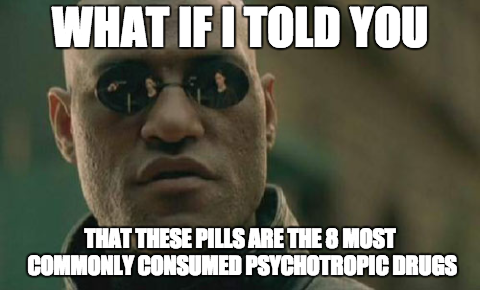 WHAT IF I TOLD YOU
THAT THESE PILLS ARE THE 8 MOST
COMMONLY CONSUMED PSYCHOTROPIC DRUGS